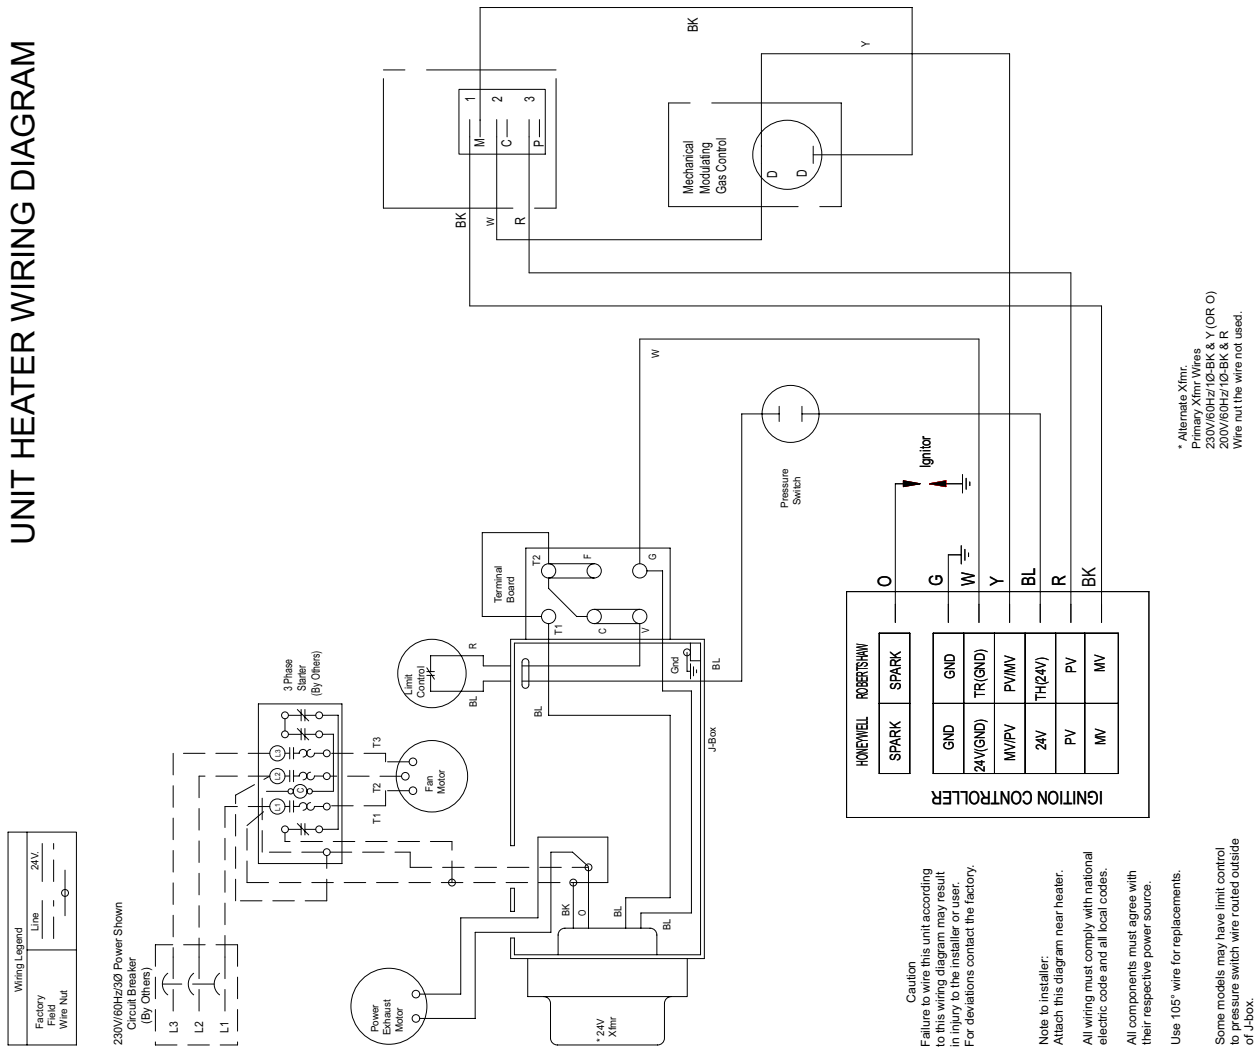 UNIT HEATER WIRING DIAGRAM
Wiring Legend
Factory
Field
Wire Nut
Line
24V.
230V/60Hz/3Ø Power Shown
Circuit Breaker
(By Others)
L3
L2
L1
3 Phase
Starter
(By Others)
L3
L2
C
L1
T3
T2
T1
Fan
Motor
Limit
Control
R
BL
Power
Exhaust
Motor
* 24V
Xfmr
BK
O
BL
BL
BL
J-Box
Gnd
BL
Terminal
Board
T2
F
G
T1
C
V
W
Pressure
Switch
1
2
3
M
C
P
BK
W
R
BK
Y
Mechanical
Modulating
Gas Control
D
D
Ignitor
O
G
W
Y
BL
R
BK
IGNITION CONTROLLER
HONEYWELL
ROBERTSHAW
SPARK
SPARK
GND
GND
24V(GND)
TR(GND)
MV/PV
PV/MV
24V
TH(24V)
PV
PV
MV
MV
Caution
Failure to wire this unit according
to this wiring diagram may result
in injury to the installer or user.
For deviations contact the factory.
Note to installer:
Attach this diagram near heater.
All wiring must comply with national
electric code and all local codes.
All components must agree with
their respective power source.
Use 105° wire for replacements.
Some models may have limit control
to pressure switch wire routed outside
of J-box.
* Alternate Xfmr.
Primary Xfmr Wires
230V/60Hz/1Ø-BK & Y (OR O)
200V/60Hz/1Ø-BK & R
Wire nut the wire not used.